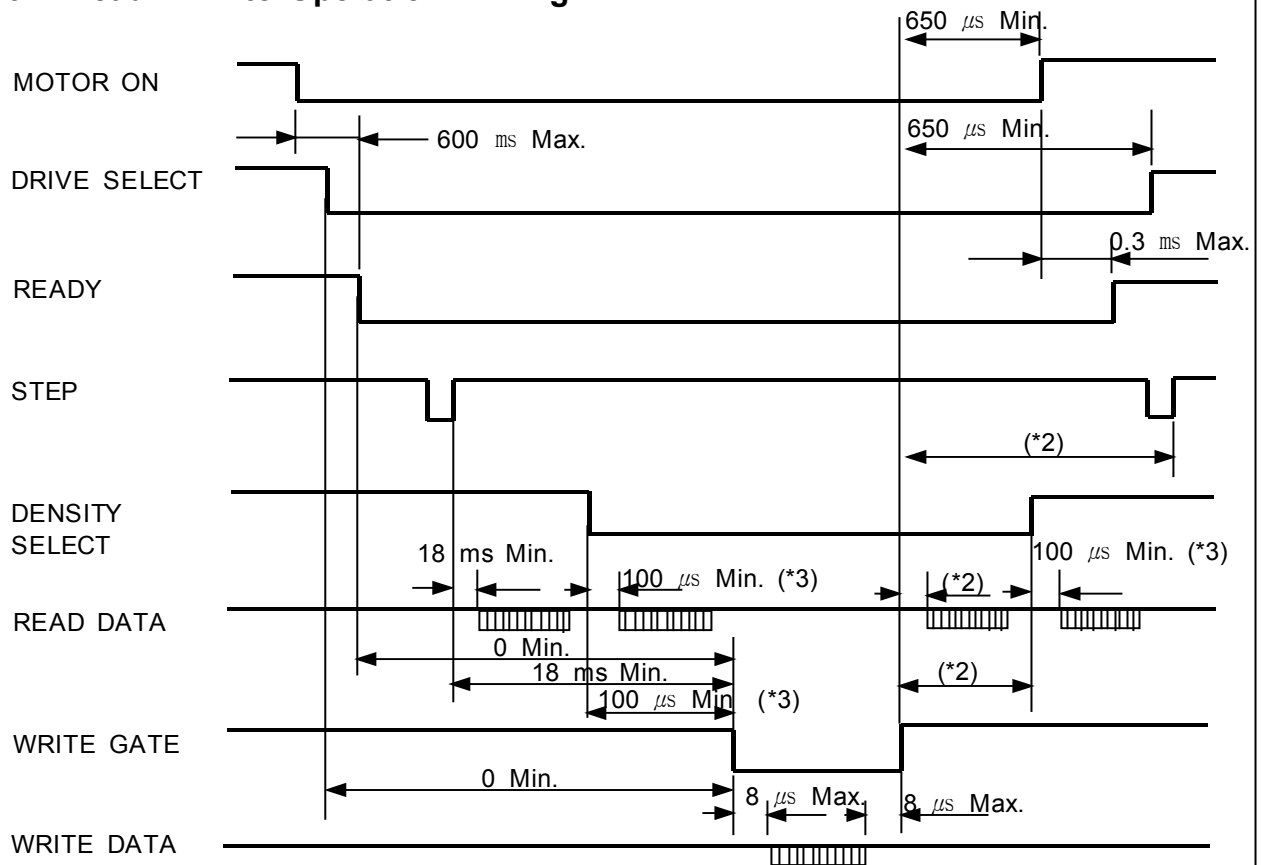 650 μs Min.
MOTOR ON
600 ms Max.
650 μs Min.
DRIVE SELECT
0.3 ms Max.
READY
STEP
(*2)
DENSITY
SELECT
18 ms Min.
100 μs Min. (*3)
(*2)
100 μs Min. (*3)
READ DATA
0 Min.
18 ms Min.
(*2)
100 μs Min (*3)
WRITE GATE
0 Min.
8 μs Max.
8 μs Max.
WRITE DATA